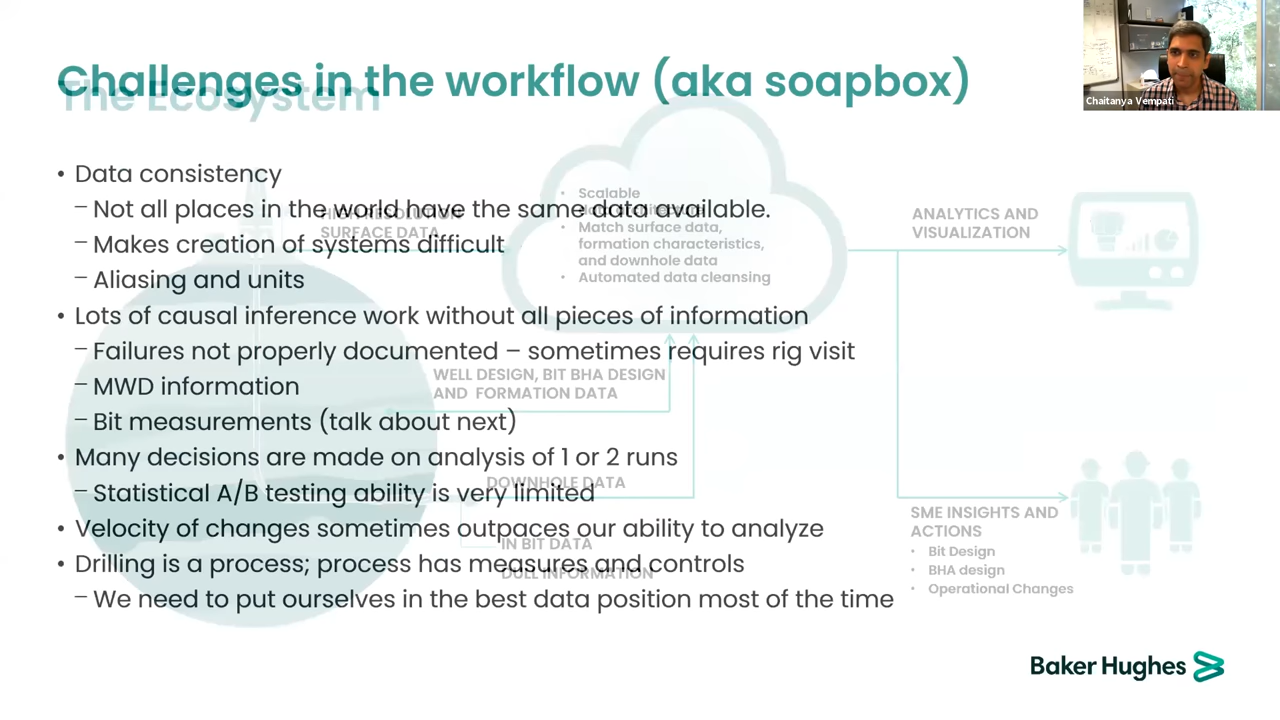 Challenges in the workflow (aka soapbox)
The Ecosystem
Chaitanya Vempati
• Data consistency
– Not all places in the world have the same data available.
– Makes creation of systems difficult
– Aliasing and units
• Lots of causal inference work without all pieces of information
– Failures not properly documented – sometimes requires rig visit
– MWD information
– Bit measurements (talk about next)
• Many decisions are made on analysis of 1 or 2 runs
– Statistical A/B testing ability is very limited
• Velocity of changes sometimes outpaces our ability to analyze
• Drilling is a process; process has measures and controls
– We need to put ourselves in the best data position most of the time
HIGH RESOLUTION
SURFACE DATA
• Scalable
• Match surface data,
formation characteristics,
and downhole data
• Automated data cleansing
ANALYTICS AND
VISUALIZATION
WELL DESIGN, BIT BHA DESIGN
AND FORMATION DATA
DOWNHOLE DATA
IN BIT DATA
DULL INFORMATION
SME INSIGHTS AND
ACTIONS
• Bit Design
• BHA design
• Operational Changes
Baker Hughes